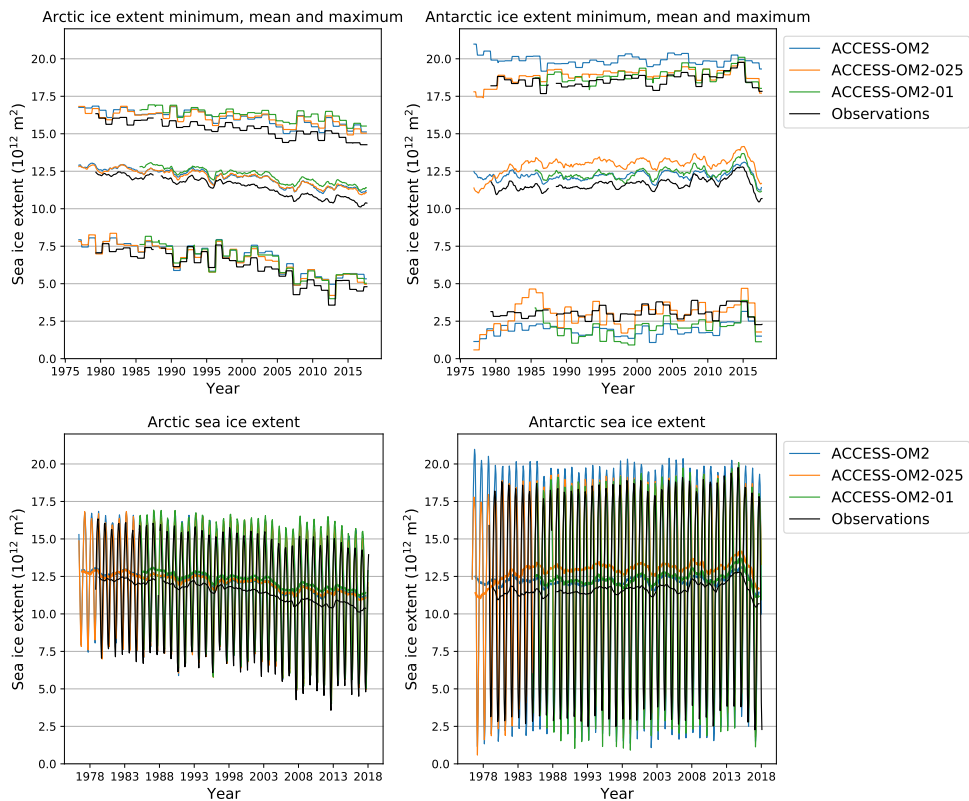 Arctic ice extent minimum, mean and maximum
Antarctic ice extent minimum, mean and maximum
Sea ice extent (10¹² m²)
20.0
17.5
15.0
12.5
10.0
7.5
5.0
2.5
0.0
1975 1980 1985 1990 1995 2000 2005 2010 2015
Year
Sea ice extent (10¹² m²)
20.0
17.5
15.0
12.5
10.0
7.5
5.0
2.5
0.0
1975 1980 1985 1990 1995 2000 2005 2010 2015
Year
ACCESS-OM2
ACCESS-OM2-025
ACCESS-OM2-01
Observations
Arctic sea ice extent
Antarctic sea ice extent
Sea ice extent (10¹² m²)
20.0
17.5
15.0
12.5
10.0
7.5
5.0
2.5
0.0
1978 1983 1988 1993 1998 2003 2008 2013 2018
Year
Sea ice extent (10¹² m²)
20.0
17.5
15.0
12.5
10.0
7.5
5.0
2.5
0.0
1978 1983 1988 1993 1998 2003 2008 2013 2018
Year
ACCESS-OM2
ACCESS-OM2-025
ACCESS-OM2-01
Observations